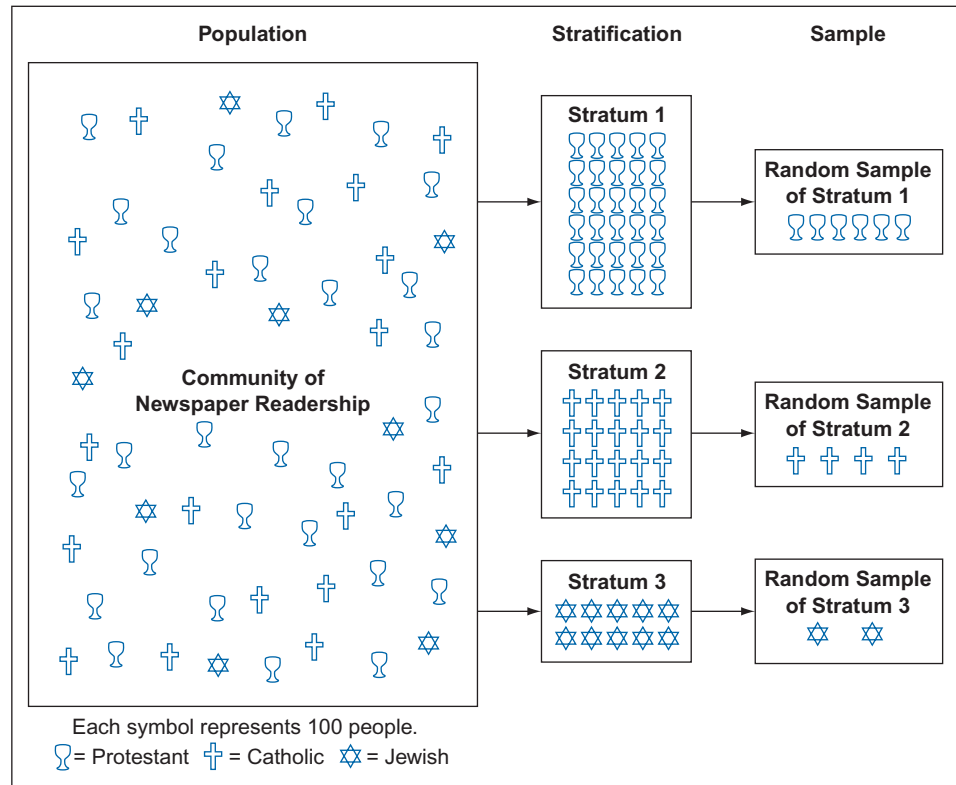 Population
Stratification
Sample
Community of
Newspaper Readership
Stratum 1
Random Sample
of Stratum 1
Stratum 2
Random Sample
of Stratum 2
Stratum 3
Random Sample
of Stratum 3
Each symbol represents 100 people.
= Protestant = Catholic = Jewish